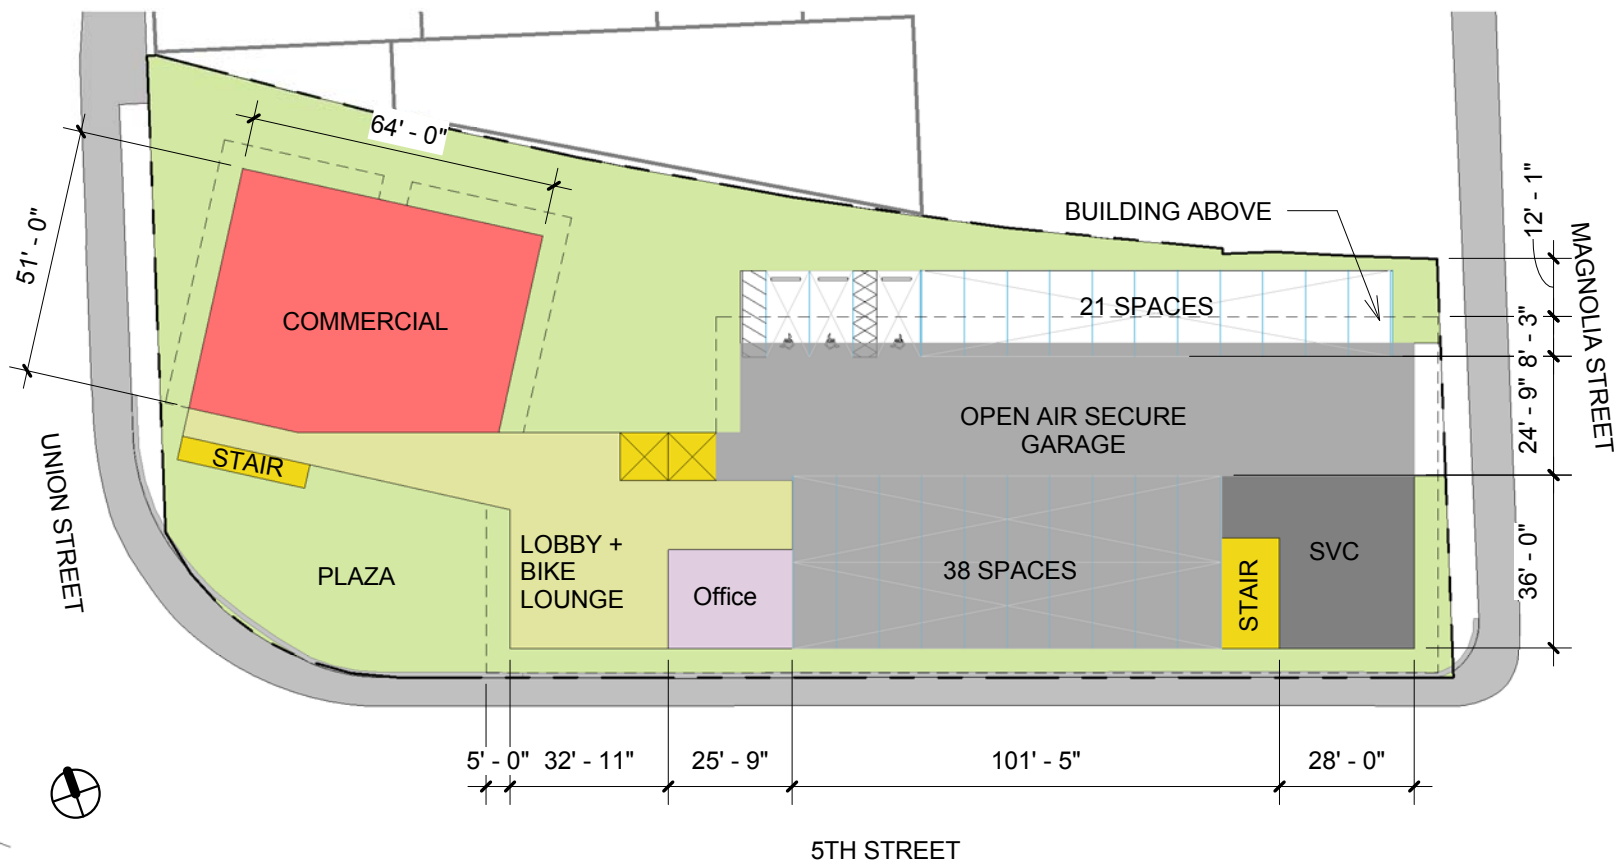 64' - 0"
51' - 0"
COMMERCIAL
STAIR
UNION STREET
PLAZA
LOBBY +
BIKE
LOUNGE
Office
BUILDING ABOVE
21 SPACES
OPEN AIR SECURE
GARAGE
38 SPACES
STAIR
SVC
12' - 1"
8' - 3"
24' - 9"
36' - 0"
MAGNOLIA STREET
5' - 0"
32' - 11"
25' - 9"
101' - 5"
28' - 0"
5TH STREET